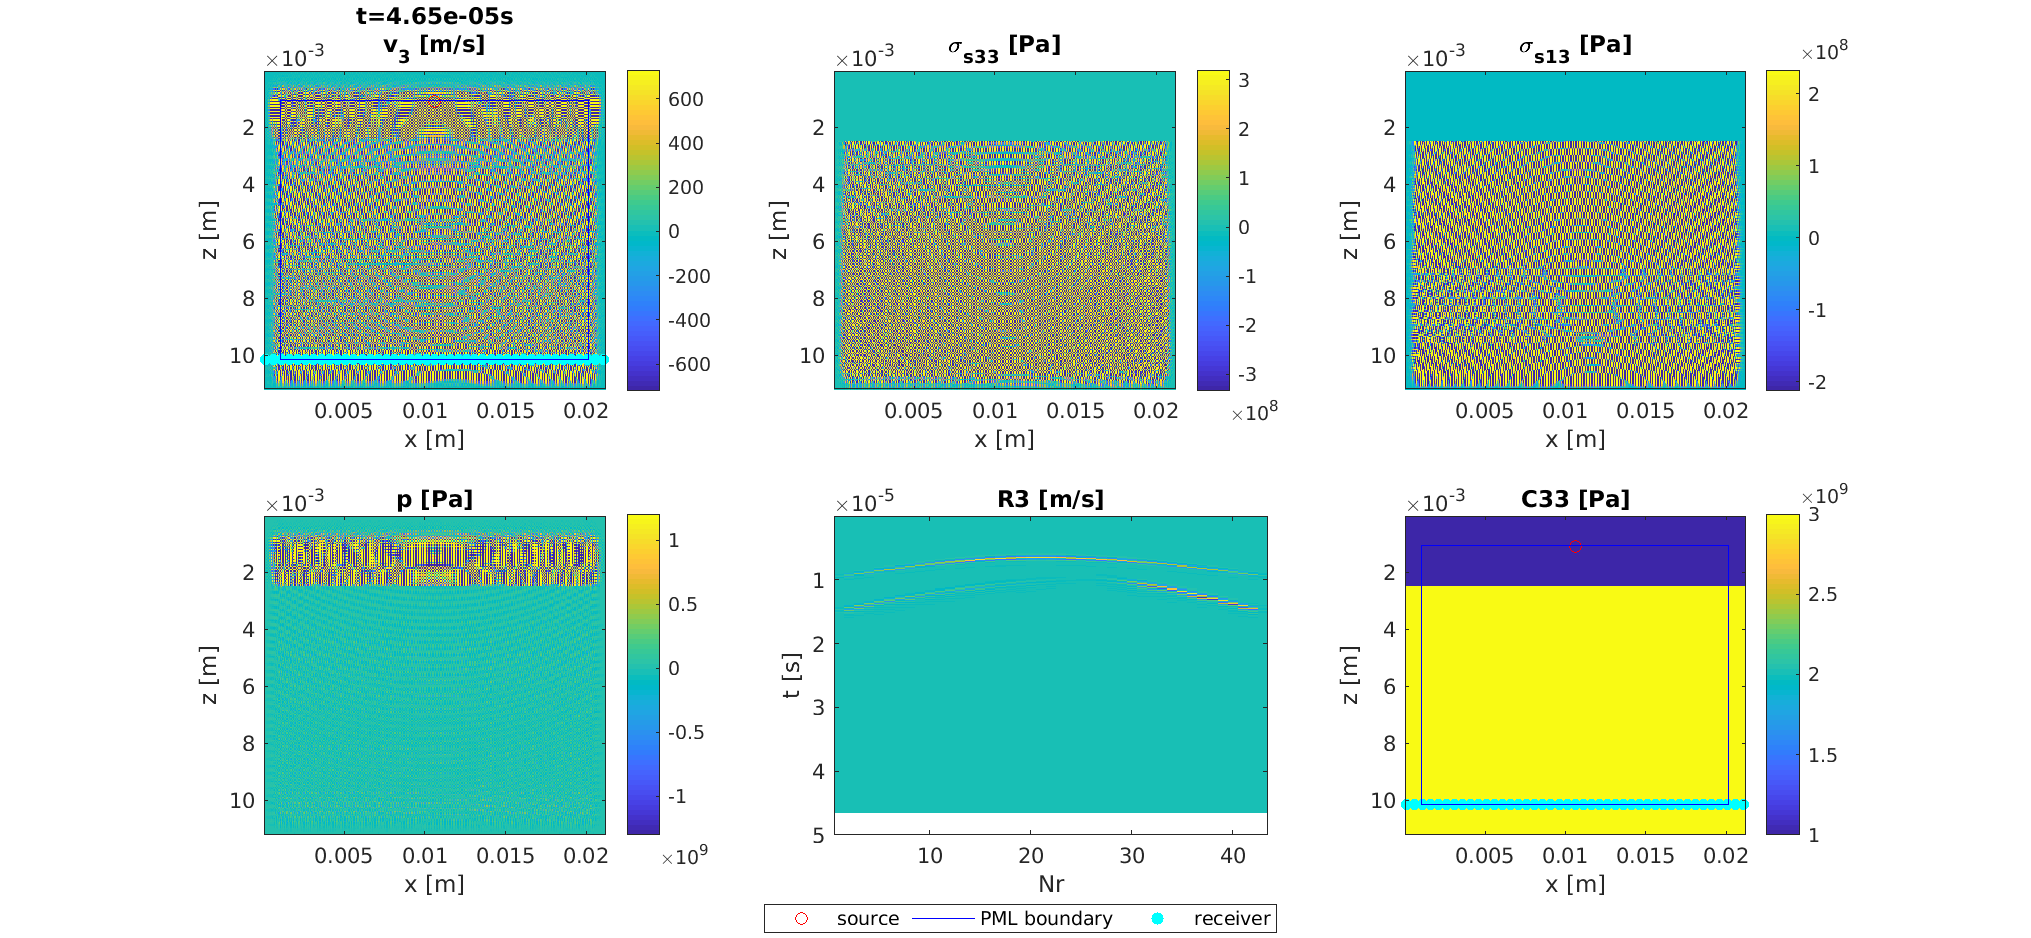 t=4.65e-05s
v3 [m/s]
×10-3
2
4
6
8
10
z [m]
0.005 0.01 0.015 0.02
x [m]
600
400
200
0
-200
-400
-600
σs33 [Pa]
×10-3
2
4
6
8
10
z [m]
0.005 0.01 0.015 0.02
x [m]
3
2
1
0
-1
-2
-3
×108
σs13 [Pa]
×10-3
2
4
6
8
10
z [m]
0.005 0.01 0.015 0.02
x [m]
×108
2
1
0
-1
-2
p [Pa]
×10-3
2
4
6
8
10
z [m]
0.005 0.01 0.015 0.02
x [m]
1
0.5
0
-0.5
-1
×109
R3 [m/s]
×10-5
1
2
3
4
5
t [s]
10 20 30 40
Nr
C33 [Pa]
×10-3
2
4
6
8
10
z [m]
0.005 0.01 0.015 0.02
x [m]
×109
3
2.5
2
1.5
1
source PML boundary receiver